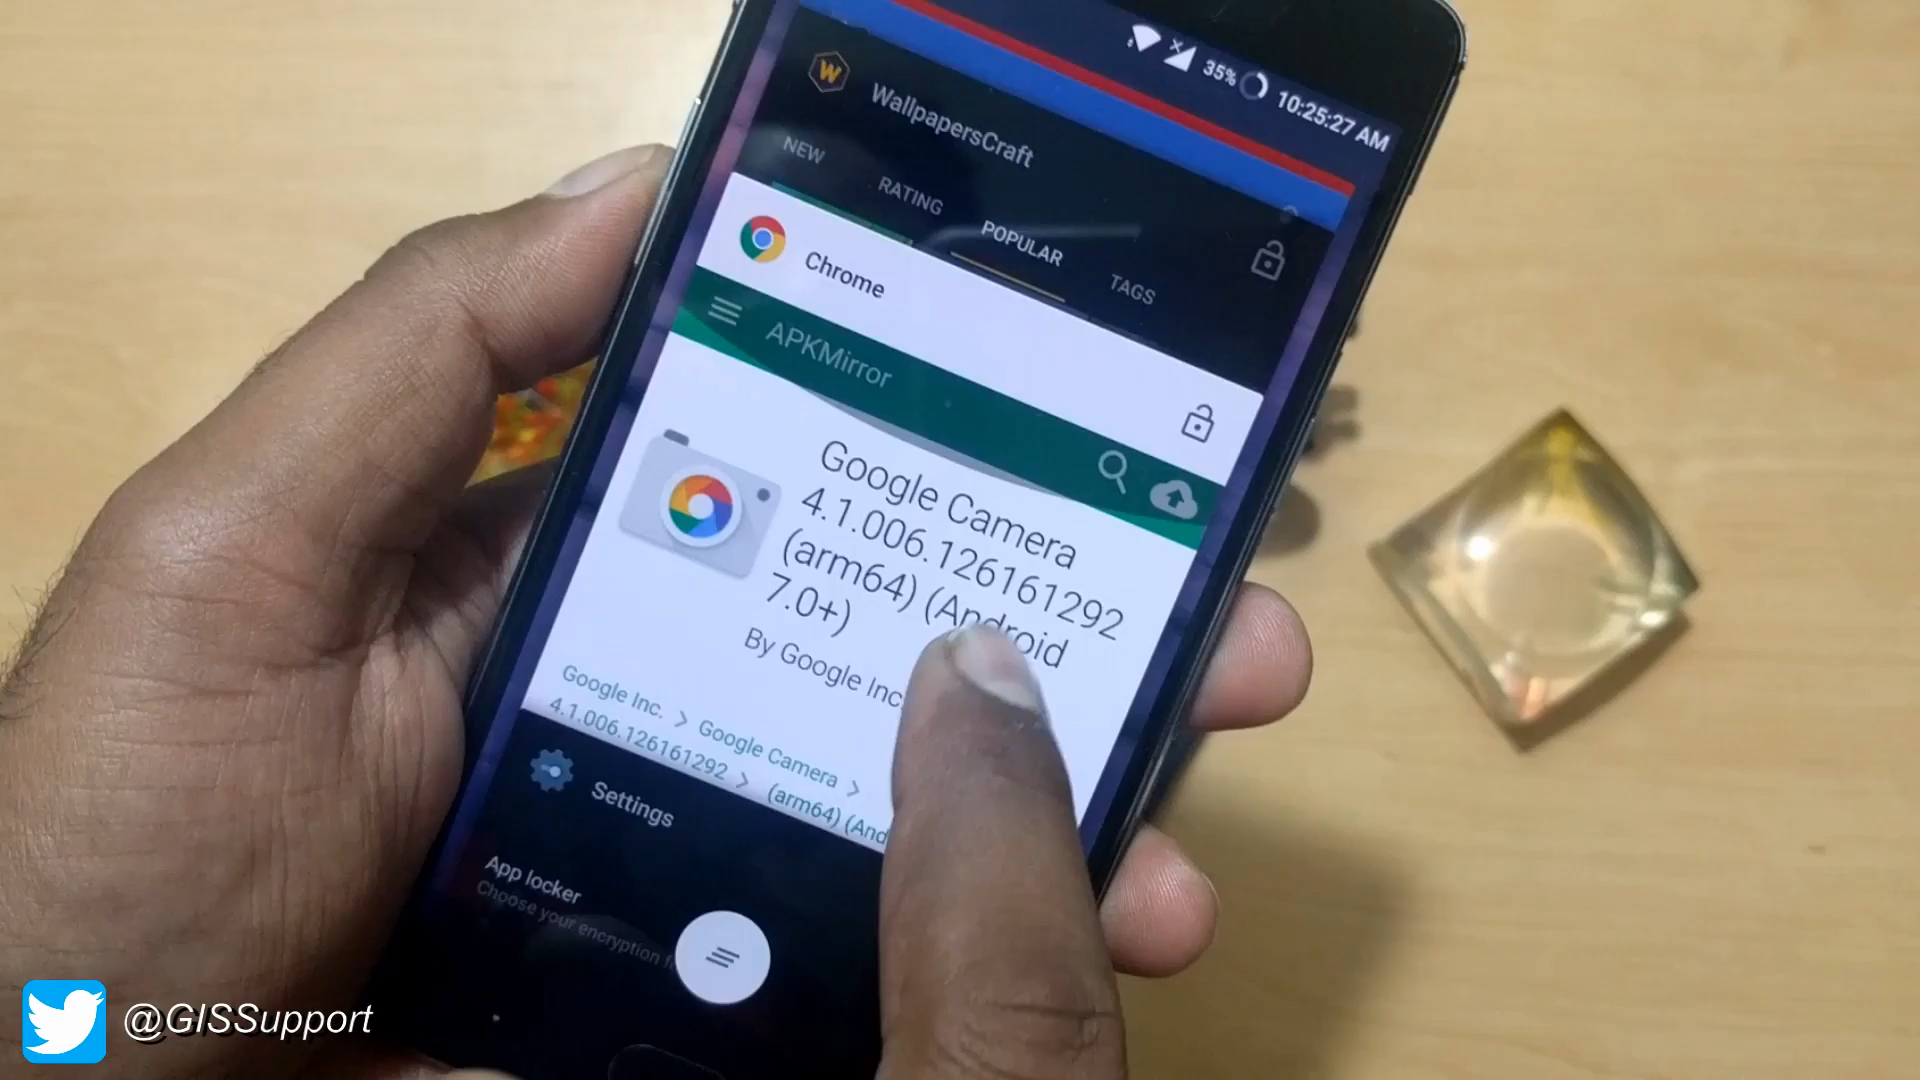 35% 10:25:27 AM
W WallpapersCraft
NEW RATING POPULAR TAGS
Chrome
APKMirror
Google Camera
4.1.006.126161292
(arm64) (Android
7.0+)
By Google Inc.
Google Inc. > Google Camera >
4.1.006.126161292 > (arm64) (And
Settings
App locker
Choose your encryption
@GISSupport